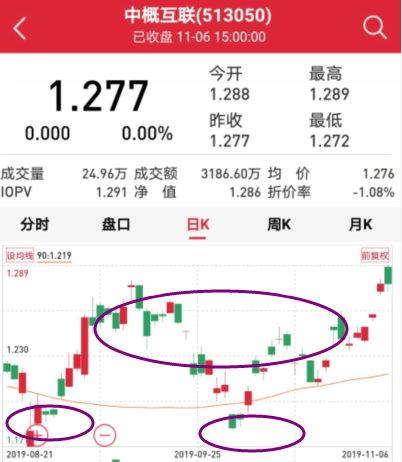 中概互联(513050)
已收盘 11-06 15:00:00
1.277
0.000 0.00%
今开 最高
1.288 1.289
昨收 最低
1.277 1.272
成交量 24.96万 成交额 3186.60万 均 价 1.276
IOPV 1.291 净 值 1.286 折价率 -1.08%
分时 盘口 日K 周K 月K
设均线 90:1.219 前复权
1.289
1.230
1.17
2019-08-21 2019-09-25 2019-11-06